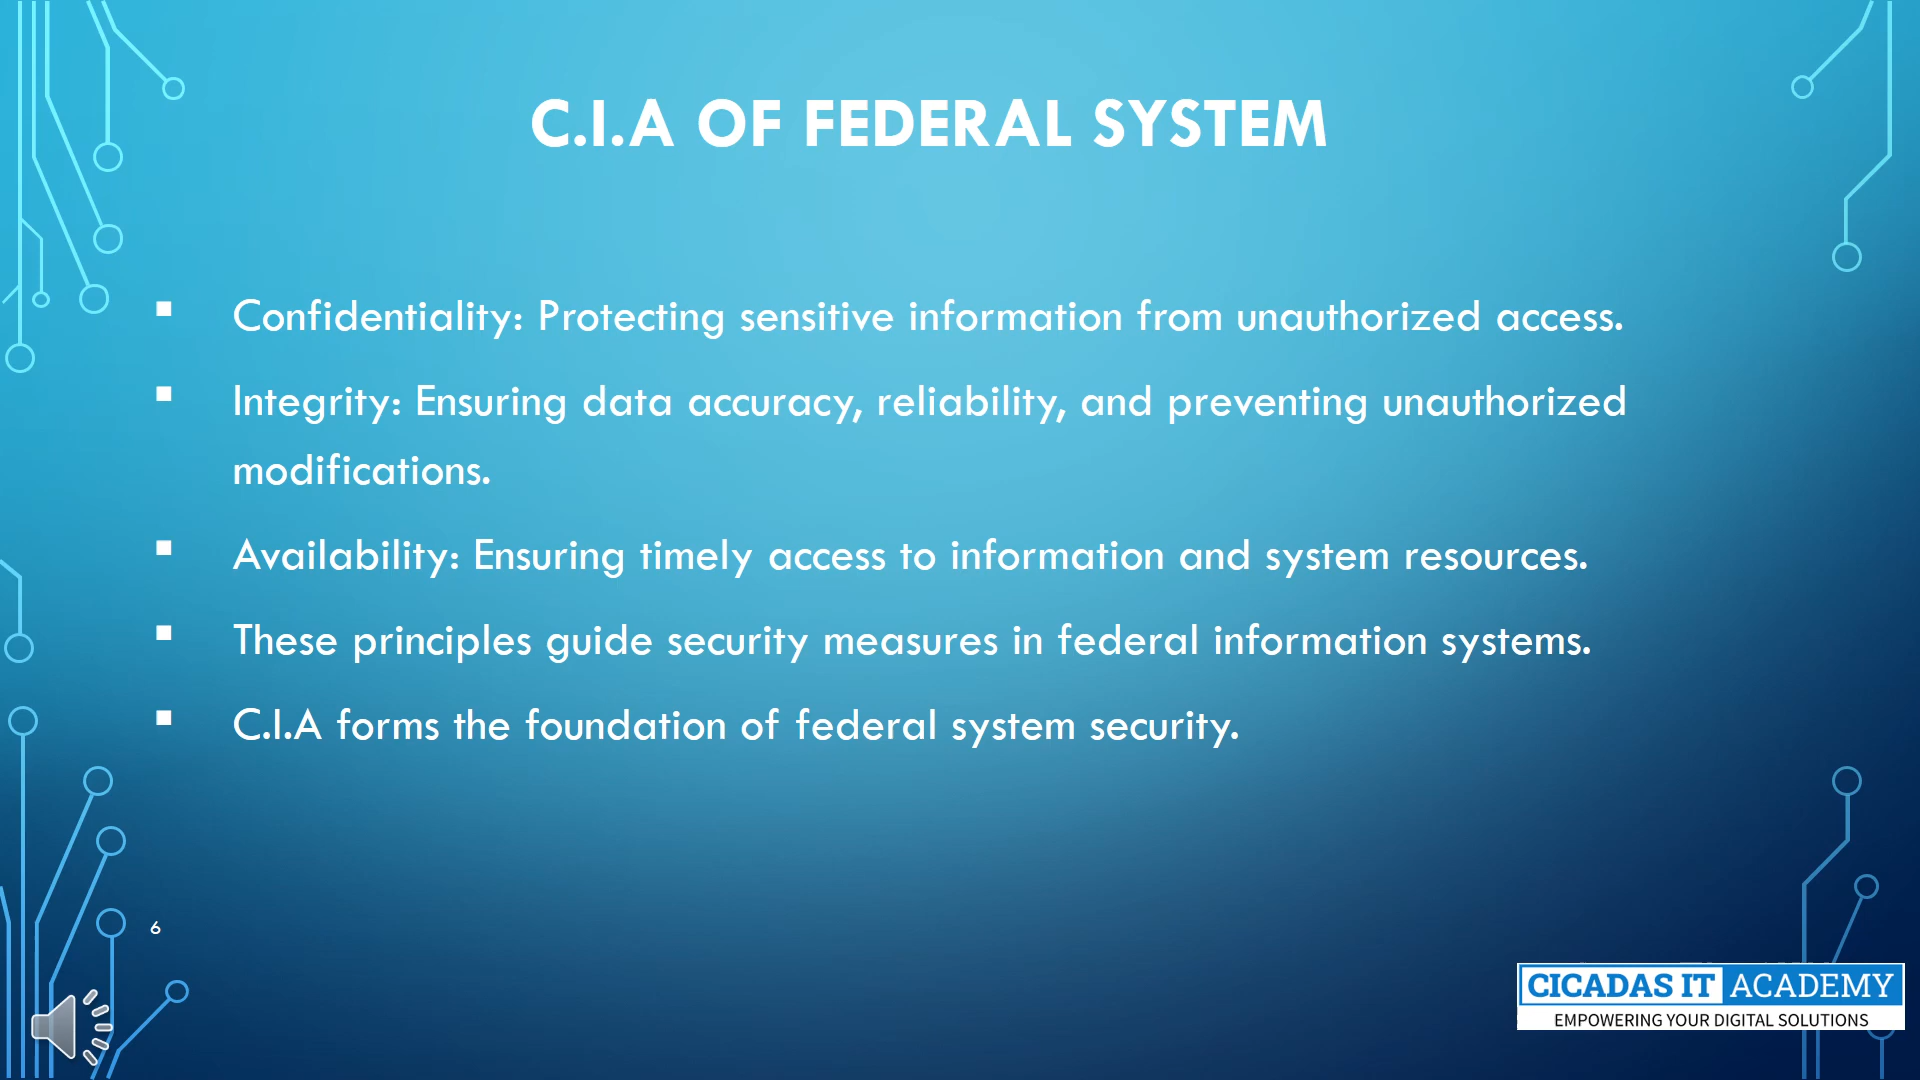 C.I.A OF FEDERAL SYSTEM
▪ Confidentiality: Protecting sensitive information from unauthorized access.
▪ Integrity: Ensuring data accuracy, reliability, and preventing unauthorized
modifications.
▪ Availability: Ensuring timely access to information and system resources.
▪ These principles guide security measures in federal information systems.
▪ C.I.A forms the foundation of federal system security.
6
CICADAS IT ACADEMY
EMPOWERING YOUR DIGITAL SOLUTIONS